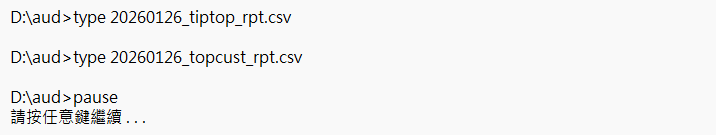 D:\aud>type 20260126_tiptop_rpt.csv
D:\aud>type 20260126_topcust_rpt.csv
D:\aud>pause
請按任意鍵繼續 . . .